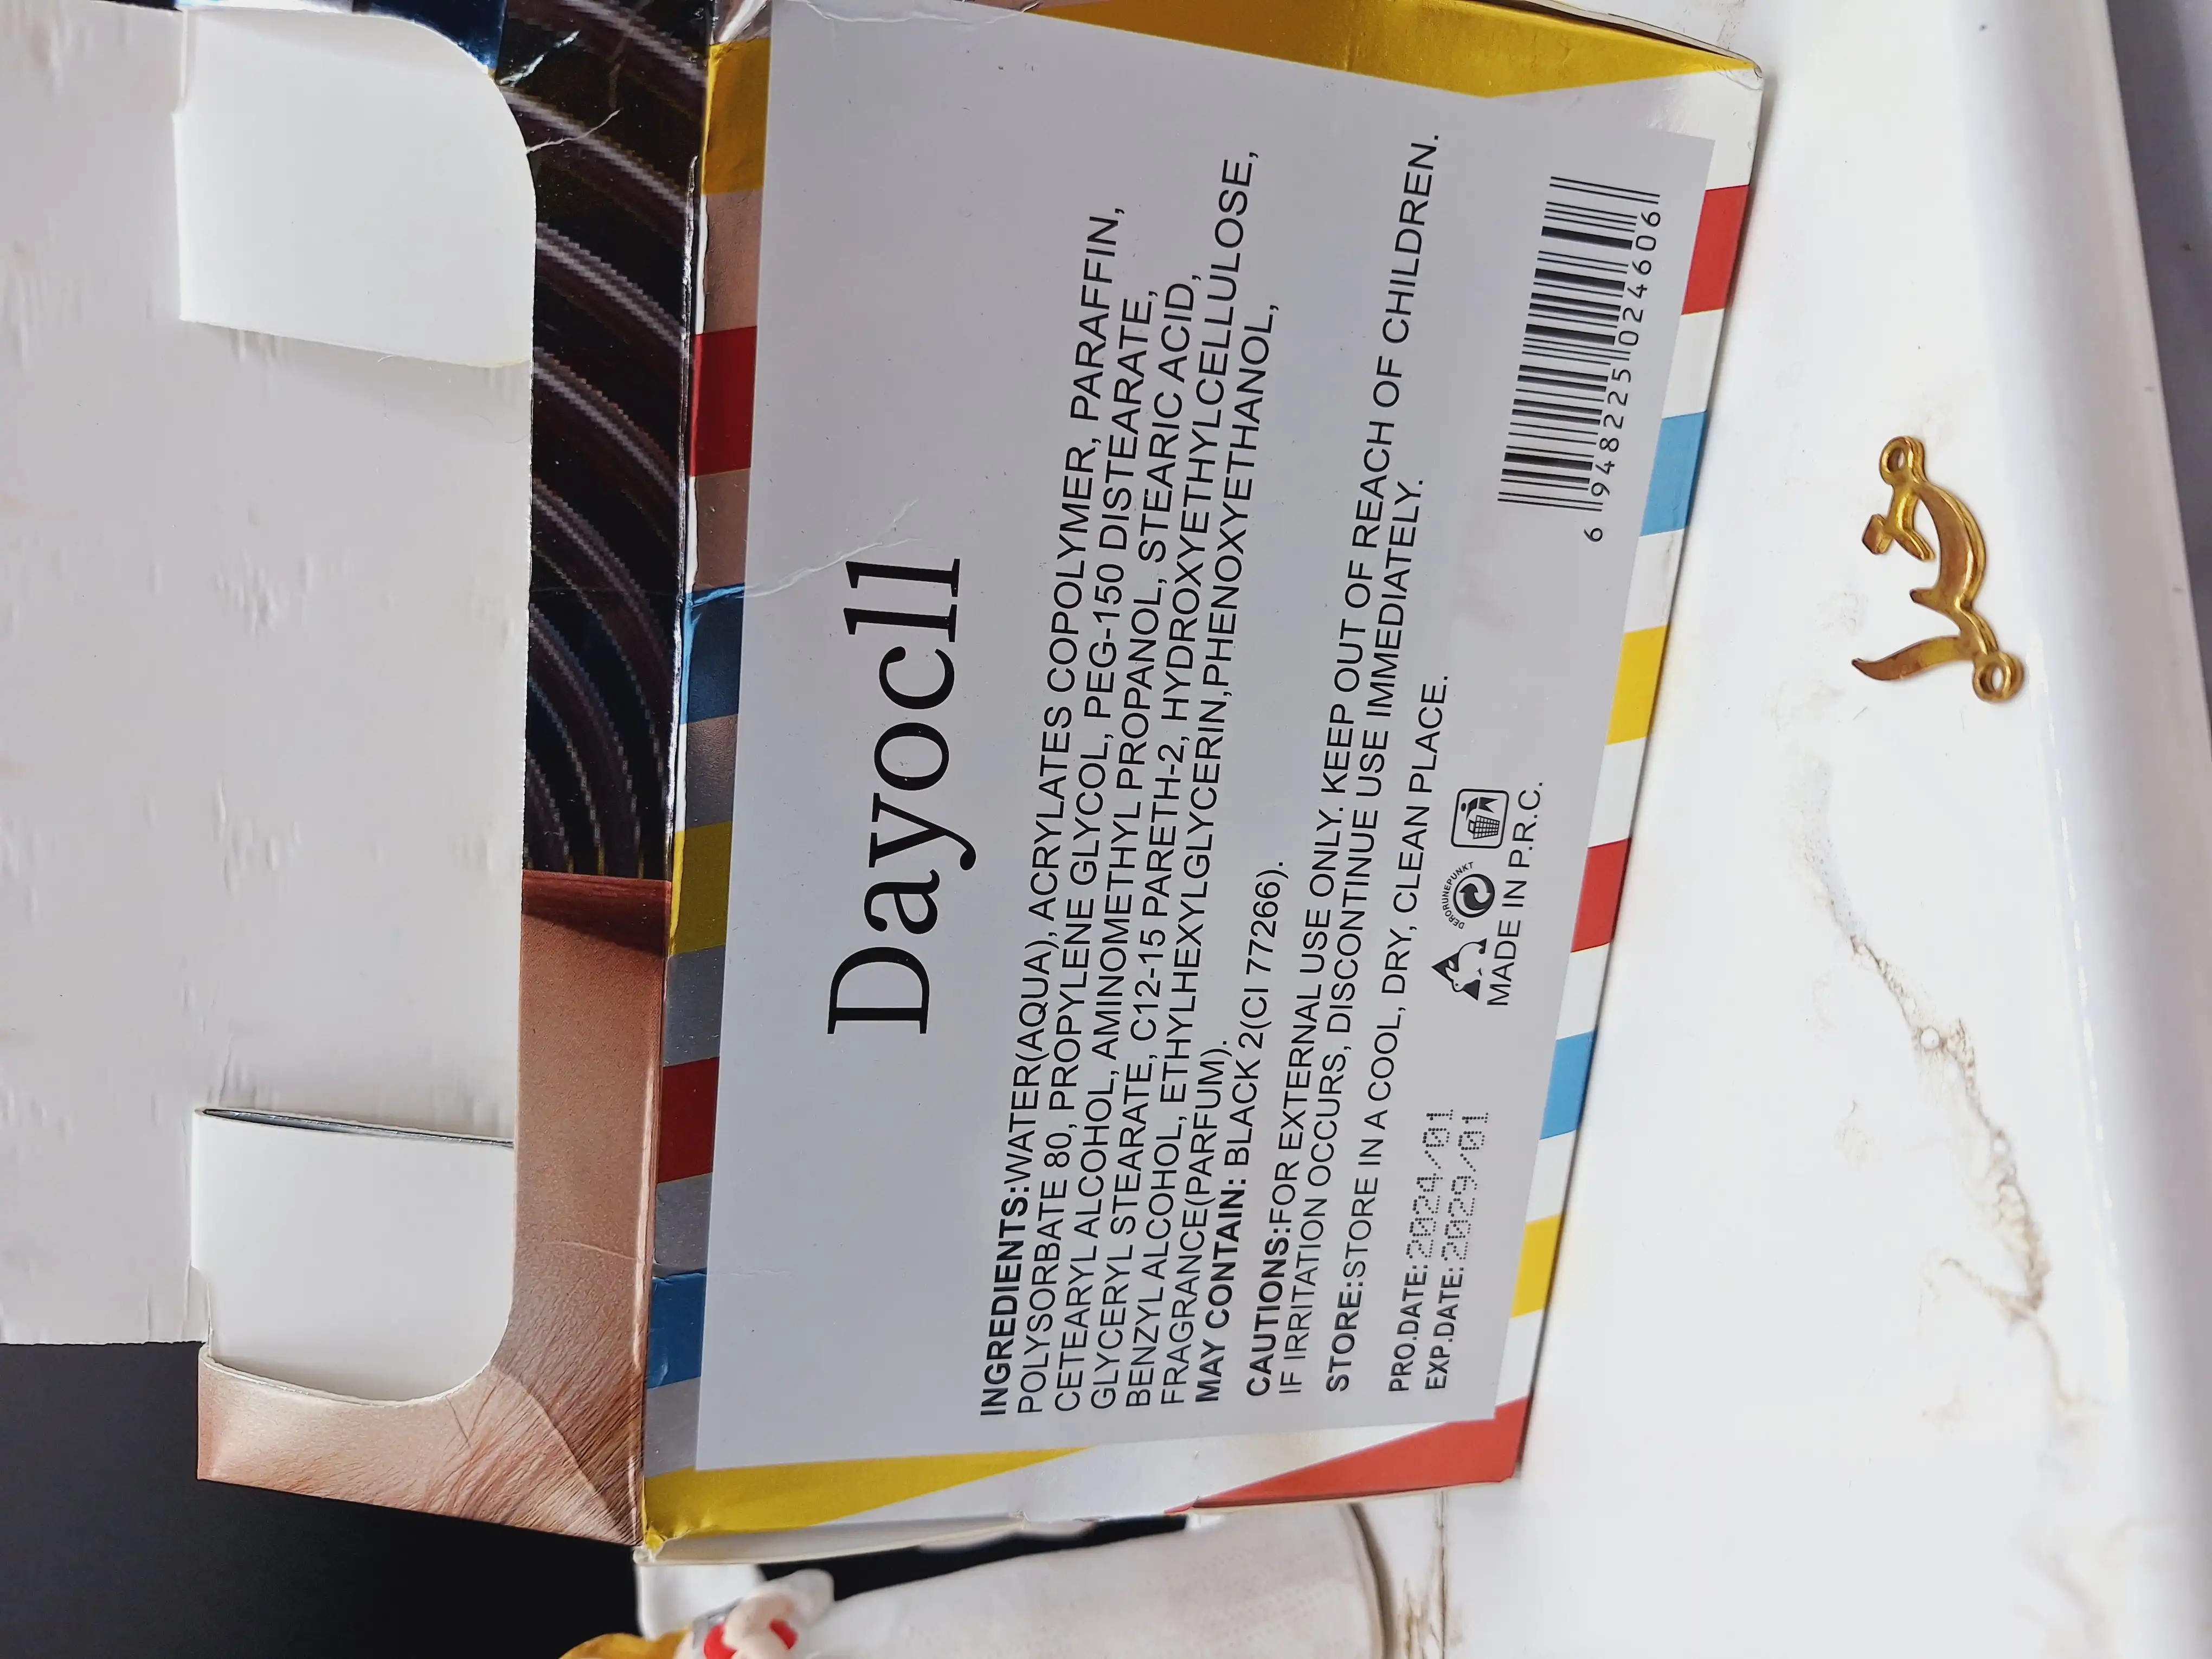 Dayocll
INGREDIENTS:WATER(AQUA), ACRYLATES COPOLYMER, PARAFFIN,
POLYSORBATE 80, PROPYLENE GLYCOL, PEG-150 DISTEARATE,
CETEARYL ALCOHOL, AMINOMETHYL PROPANOL, STEARIC ACID,
GLYCERYL STEARATE, C12-15 PARETH-2, HYDROXYETHYLCELLULOSE,
BENZYL ALCOHOL, ETHYLHEXYLGLYCERIN,PHENOXYETHANOL,
FRAGRANCE(PARFUM).
MAY CONTAIN: BLACK 2(CI 77266).
CAUTIONS:FOR EXTERNAL USE ONLY. KEEP OUT OF REACH OF CHILDREN.
IF IRRITATION OCCURS, DISCONTINUE USE IMMEDIATELY.
STORE:STORE IN A COOL, DRY, CLEAN PLACE.
PRO.DATE: 2024/01
EXP.DATE: 2029/01
DERORUNEPUNKT
MADE IN P.R.C.
6 948225 024606